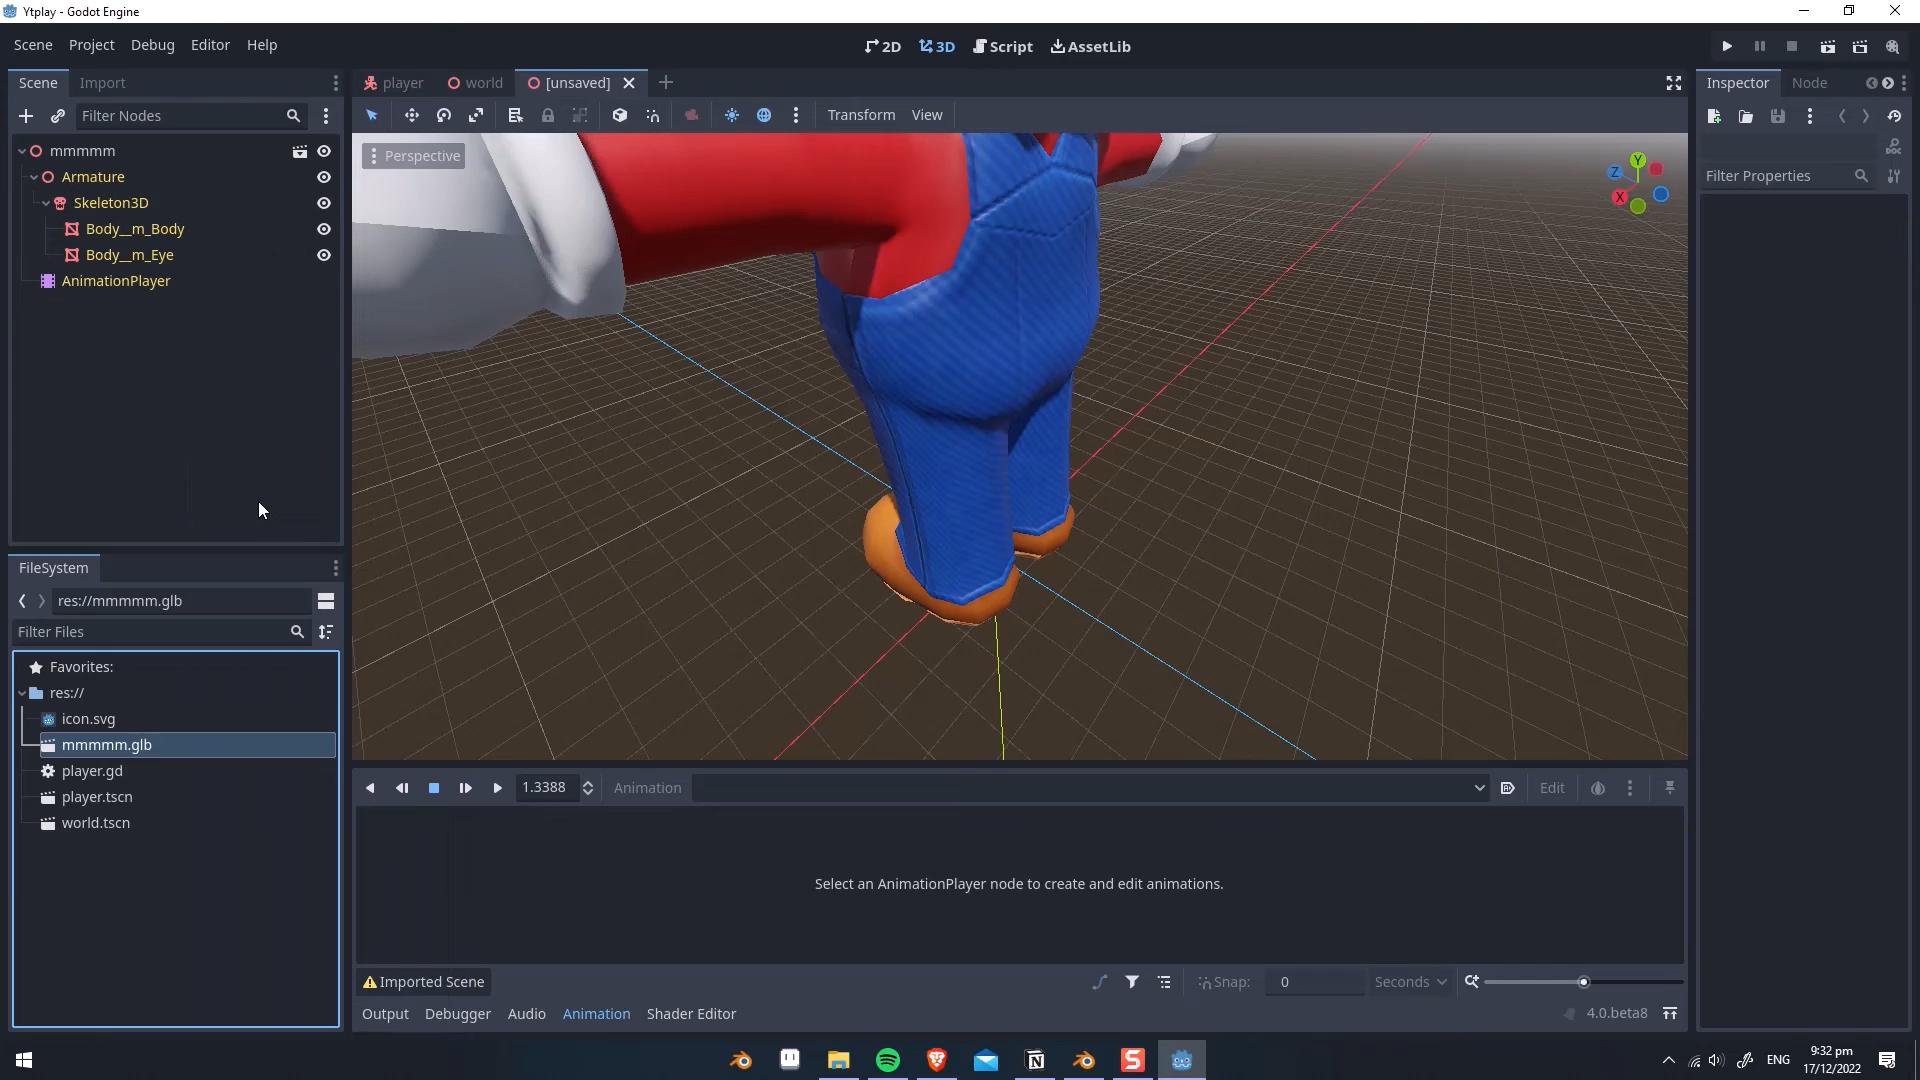 Ytplay - Godot Engine
Scene Project Debug Editor Help
2D 3D Script AssetLib
Scene Import
player world [unsaved]
Inspector Node
Filter Nodes
Transform View
mmmmm
Perspective
Y
Z
X
DOC
Filter Properties
Armature
Skeleton3D
Body__m_Body
Body__m_Eye
AnimationPlayer
FileSystem
res://mmmmm.glb
Filter Files
Favorites:
res://
icon.svg
mmmmm.glb
player.gd
player.tscn
world.tscn
1.3388 Animation Edit
Select an AnimationPlayer node to create and edit animations.
Imported Scene Snap: 0 Seconds
Output Debugger Audio Animation Shader Editor 4.0.beta8
ENG 9:32 pm
17/12/2022